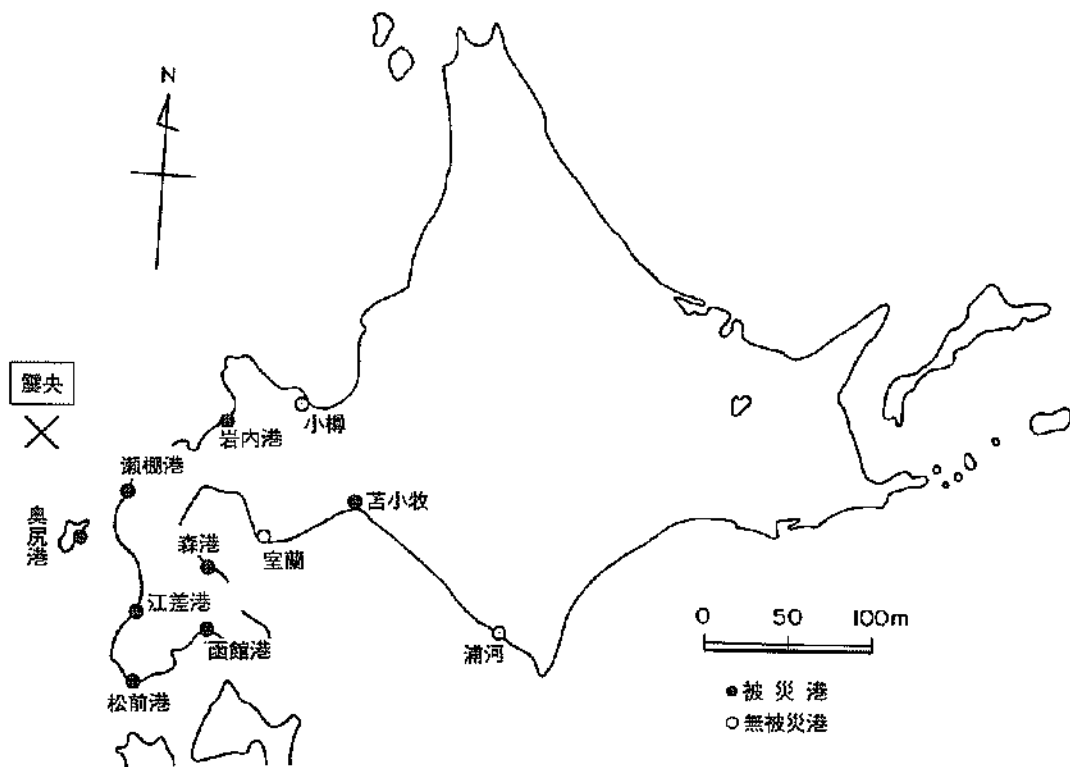 N
震央
小樽
岩内港
瀬棚港
苫小牧
奥尻港
森港
室蘭
江差港
函館港
浦河
松前港
0 50 100m
被災港
無被災港